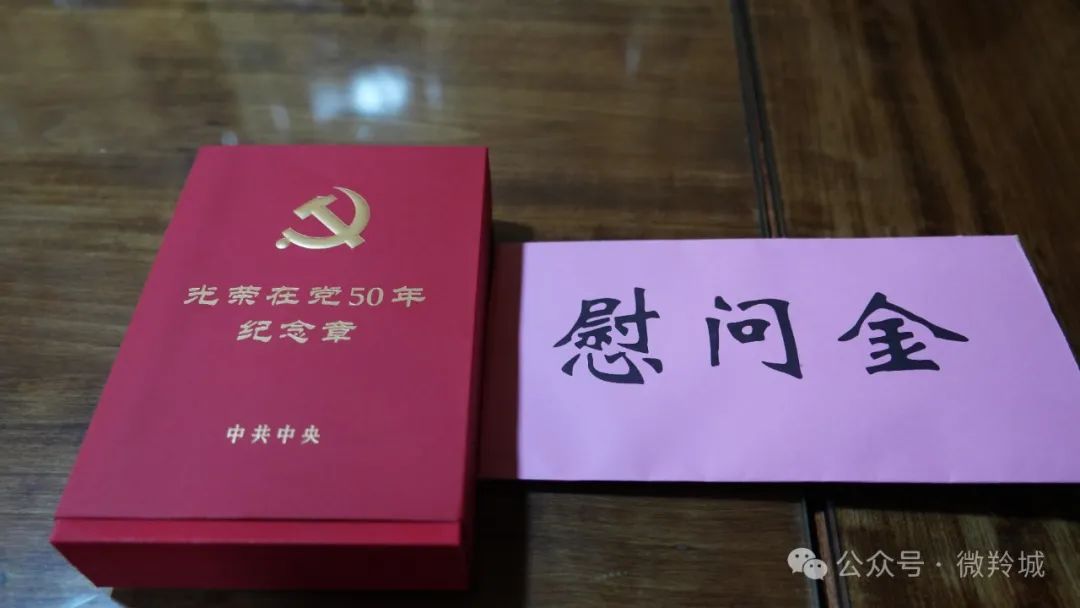 光荣在党50年
纪念章
中共中央
慰问金
公众号·微羚城